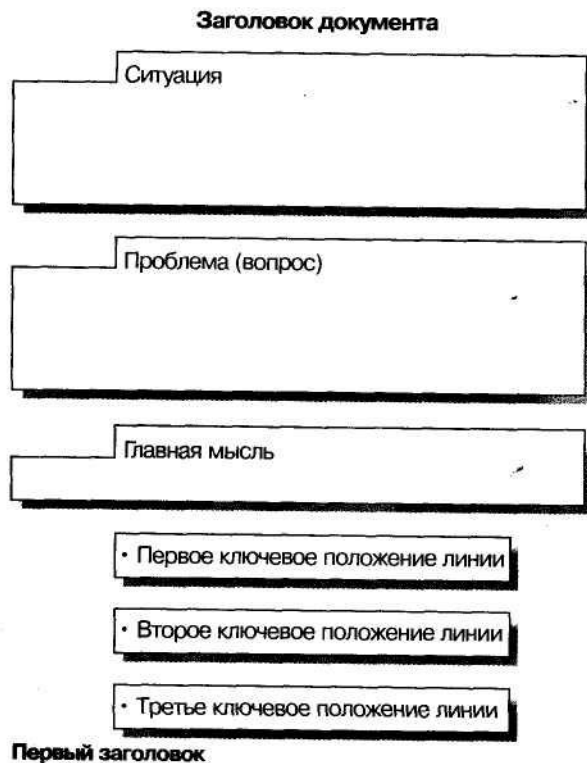 Заголовок документа
Ситуация
Проблема (вопрос)
Главная мысль
· Первое ключевое положение линии
· Второе ключевое положение линии
· Третье ключевое положение линии
Первый заголовок